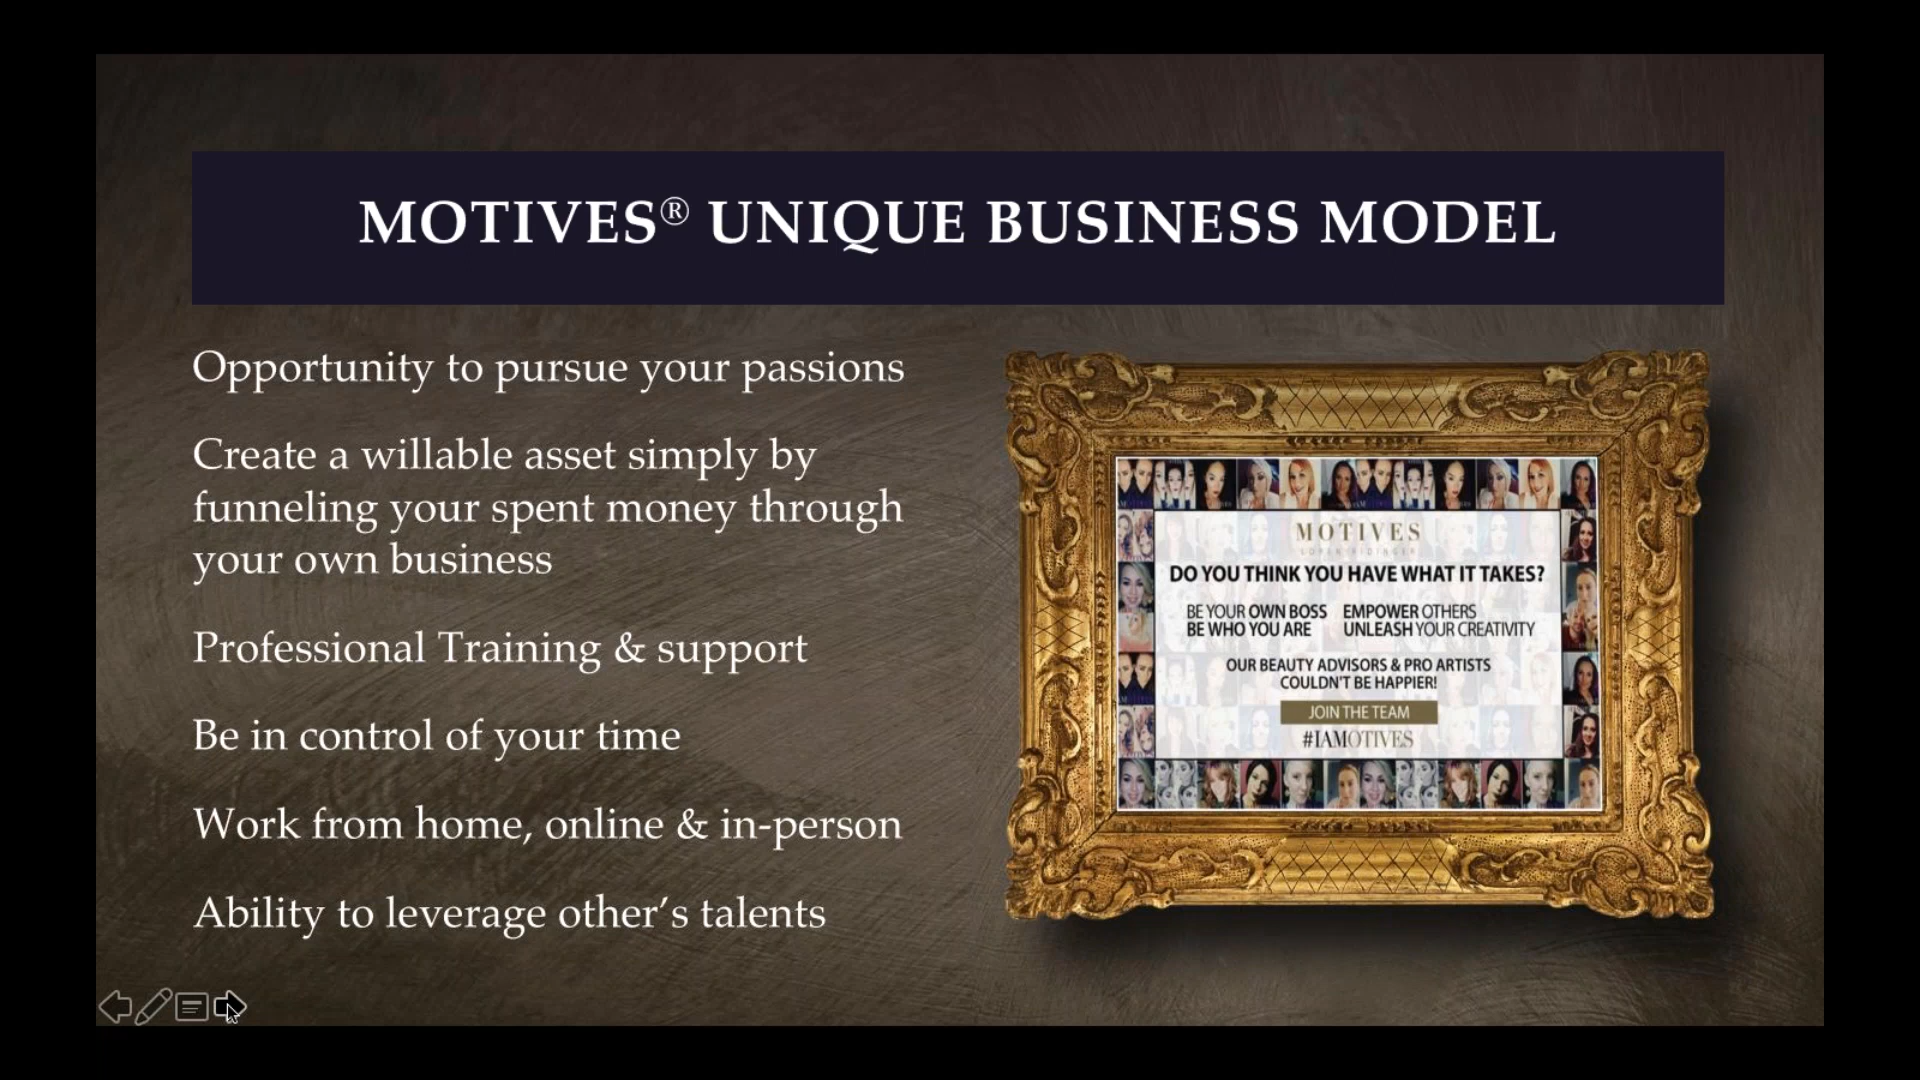 MOTIVES® UNIQUE BUSINESS MODEL
Opportunity to pursue your passions
Create a willable asset simply by
funneling your spent money through
your own business
Professional Training & support
Be in control of your time
Work from home, online & in-person
Ability to leverage other’s talents
MOTIVES
LOREN RIDINGER
DO YOU THINK YOU HAVE WHAT IT TAKES?
BE YOUR OWN BOSS EMPOWER OTHERS
BE WHO YOU ARE UNLEASH YOUR CREATIVITY
OUR BEAUTY ADVISORS & PRO ARTISTS
COULDN'T BE HAPPIER!
JOIN THE TEAM
#IAMOTIVES